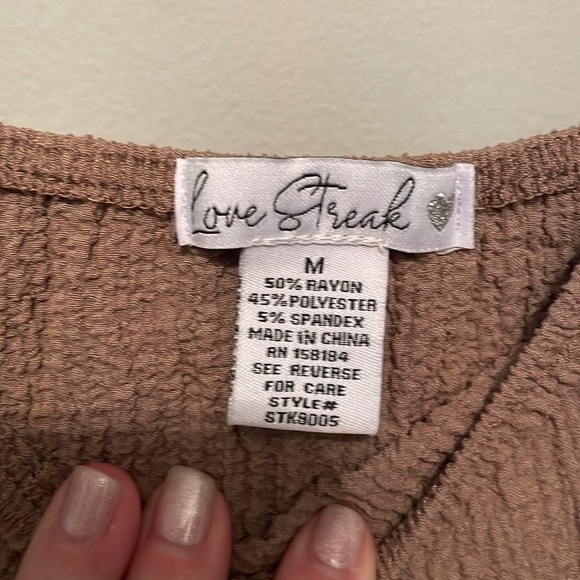 Love Streak
M
50% RAYON
45% POLYESTER
5% SPANDEX
MADE IN CHINA
RN 158184
SEE REVERSE
FOR CARE
STYLE#
STK9005